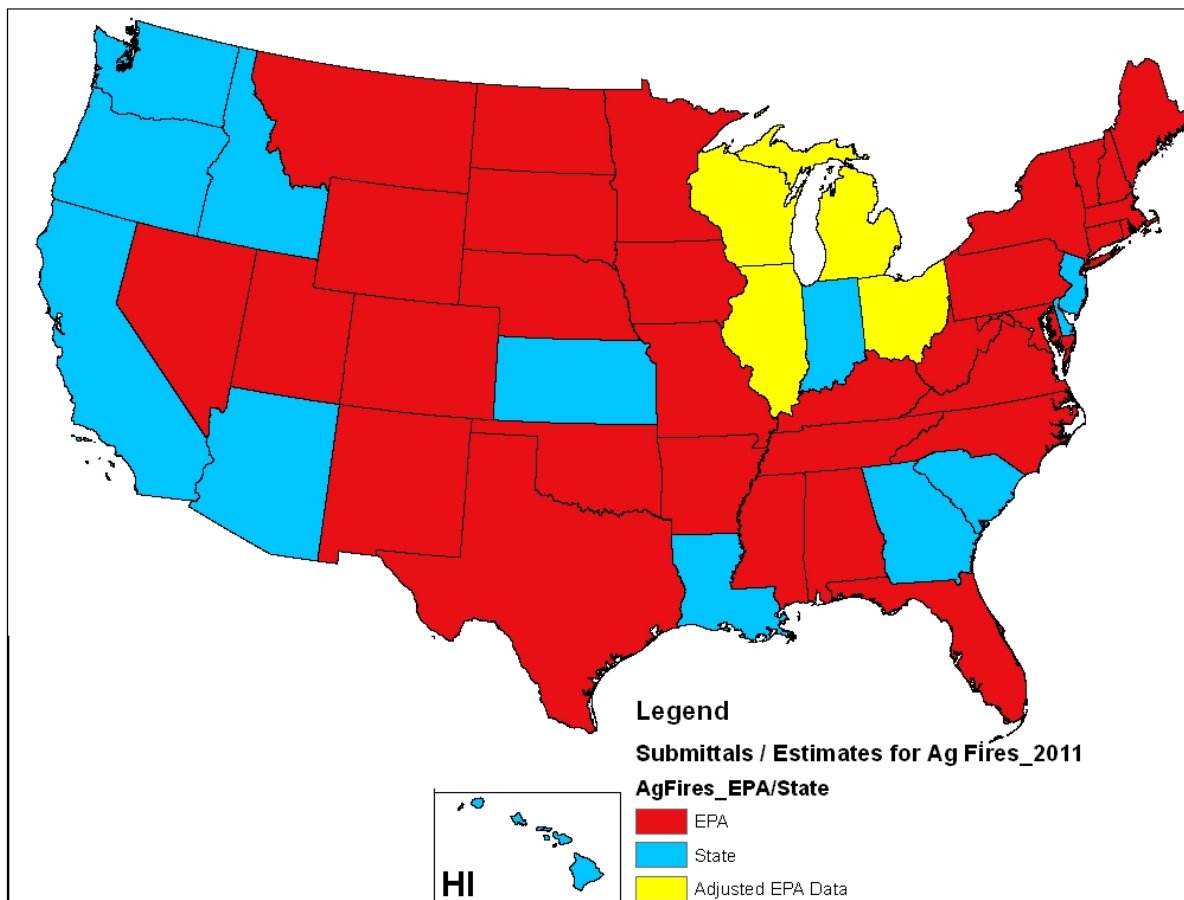 Legend
Submittals / Estimates for Ag Fires_2011
AgFires_EPA/State
EPA
State
Adjusted EPA Data
HI